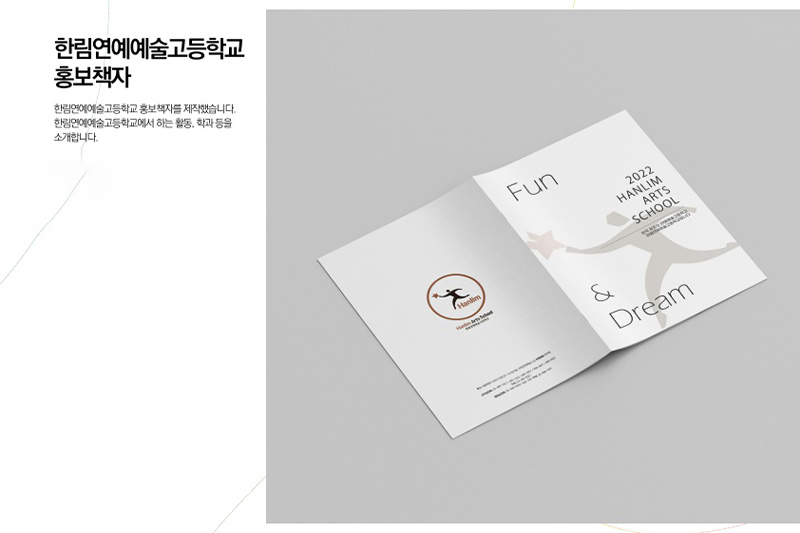 한림연예예술고등학교
홍보책자
한림연예예술고등학교 홍보책자를 제작했습니다.
한림연예예술고등학교에서 하는 활동, 학과 등을
소개합니다.
Fun
2022
HANLIM
ARTS
SCHOOL
&
Dream
Hanlim
Hanlim Arts School